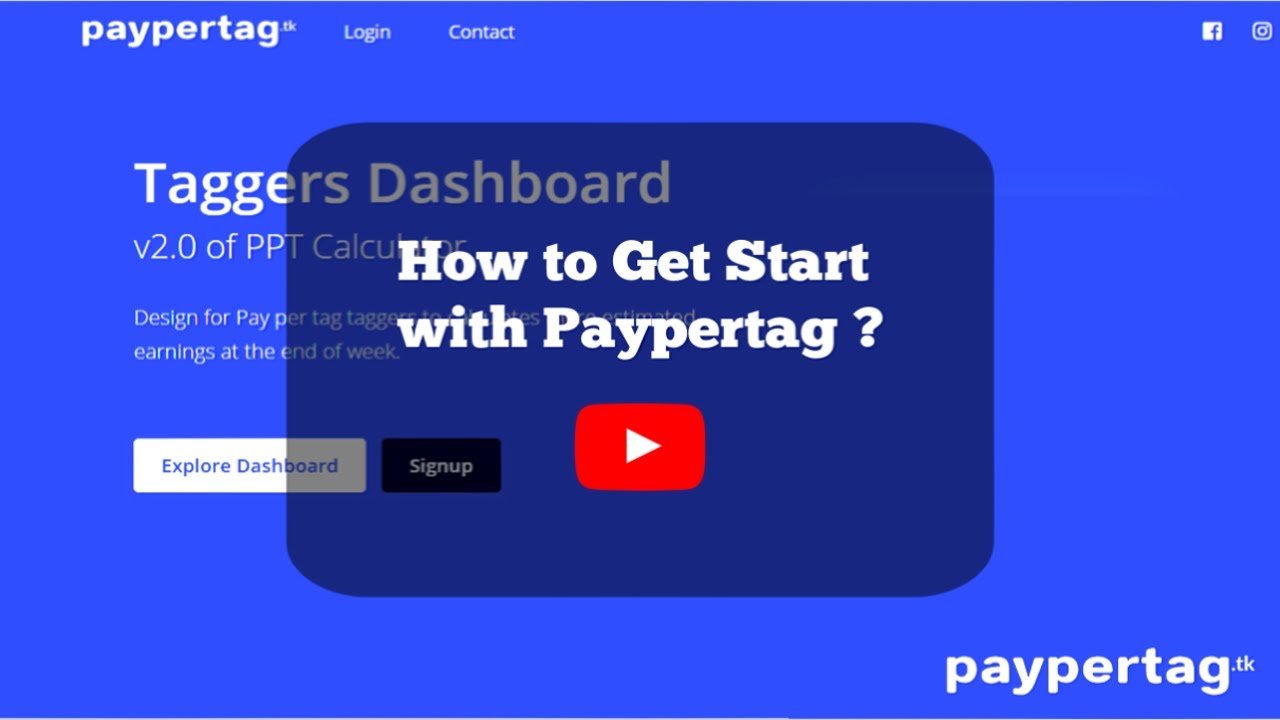 paypertag.tk Login Contact
Taggers Dashboard
v2.0 of PPT Calculator
How to Get Start
Design for Pay per tag taggers to estimated
with Paypertag ?
earnings at the end of week.
Explore Dashboard Signup
paypertag.tk